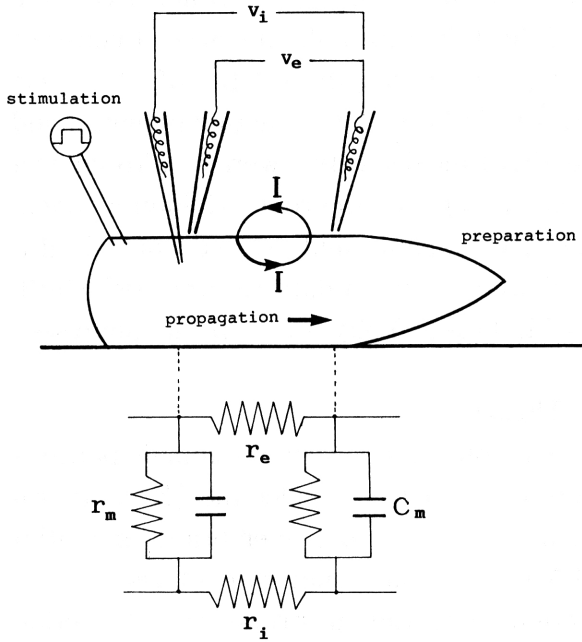 v_i
v_e
stimulation
I
preparation
I
propagation
r_e
r_m
C_m
r_i